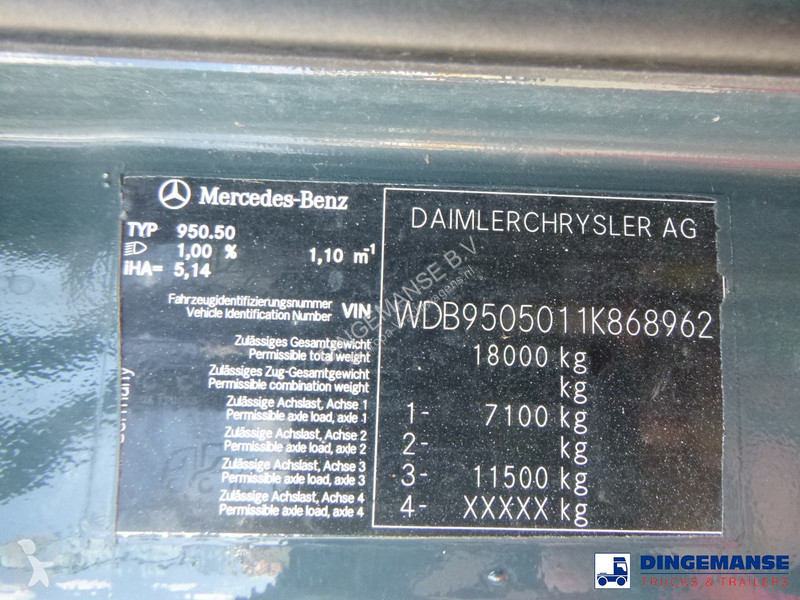 Mercedes-Benz
TYP 950.50
1,00 % 1,10 m⁻¹
iHA= 5,14
Fahrzeugidentifizierungsnummer
Vehicle Identification Number VIN
Zulässiges Gesamtgewicht
Permissible total weight
Zulässiges Zug-Gesamtgewicht
Permissible combination weight
Zulässige Achslast, Achse 1
Permissible axle load, axle 1
Zulässige Achslast, Achse 2
Permissible axle load, axle 2
Zulässige Achslast, Achse 3
Permissible axle load, axle 3
Zulässige Achslast, Achse 4
Permissible axle load, axle 4
Germany
DAIMLERCHRYSLER AG
WDB9505011K868962
18000 kg
kg
1- 7100 kg
2- kg
3- 11500 kg
4- XXXXX kg
DINGEMANSE B.V.
DINGEMANSE
TRUCKS & TRAILERS